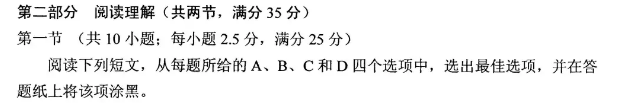 第二部分 阅读理解（共两节，满分 35 分）
第一节 （共 10 小题；每小题 2.5 分，满分 25 分）
阅读下列短文，从每题所给的 A、B、C 和 D 四个选项中，选出最佳选项，并在答
题纸上将该项涂黑。